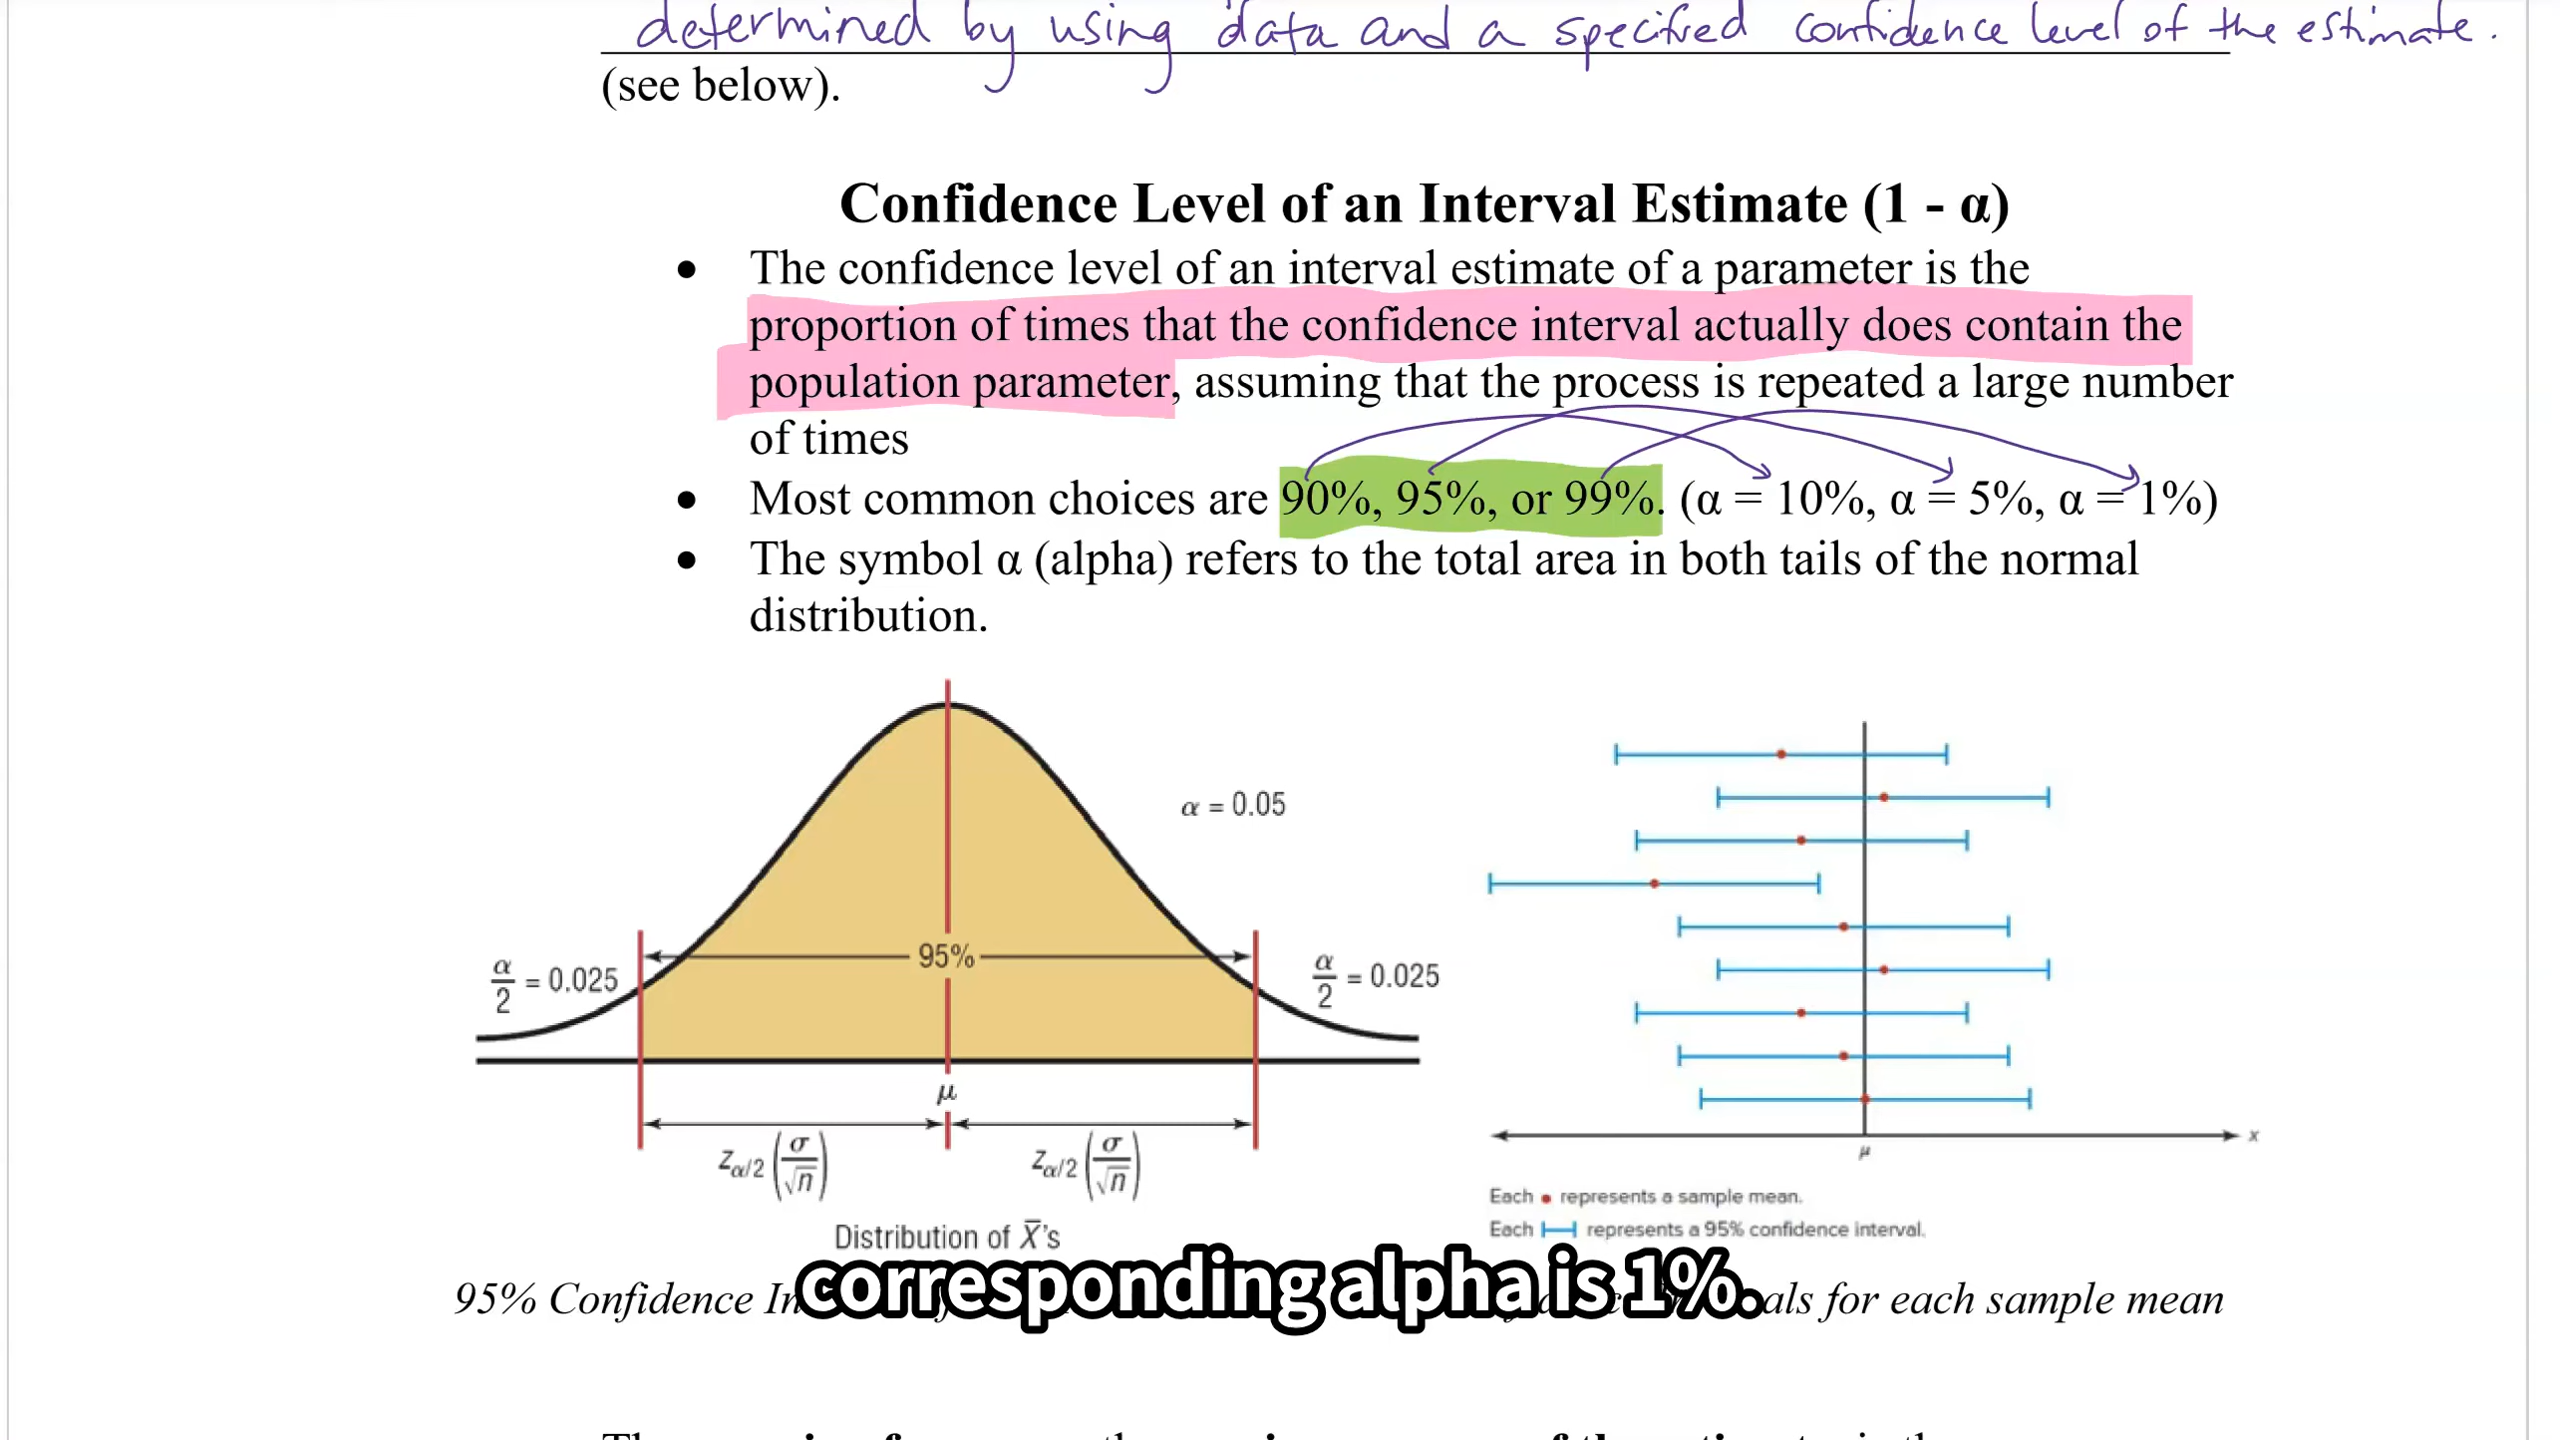 determined by using data and a specified confidence level of the estimate.
(see below).
Confidence Level of an Interval Estimate (1 - α)
• The confidence level of an interval estimate of a parameter is the
proportion of times that the confidence interval actually does contain the
population parameter, assuming that the process is repeated a large number
of times
• Most common choices are 90%, 95%, or 99%. (α = 10%, α = 5%, α = 1%)
• The symbol α (alpha) refers to the total area in both tails of the normal
distribution.
α = 0.05
95%
α/2 = 0.025
α/2 = 0.025
μ
zα/2 (σ/√n)
zα/2 (σ/√n)
Distribution of X̅'s
x
μ
Each • represents a sample mean.
Each ├─┤ represents a 95% confidence interval.
95% Confidence
for each sample mean
corresponding alpha is 1%.